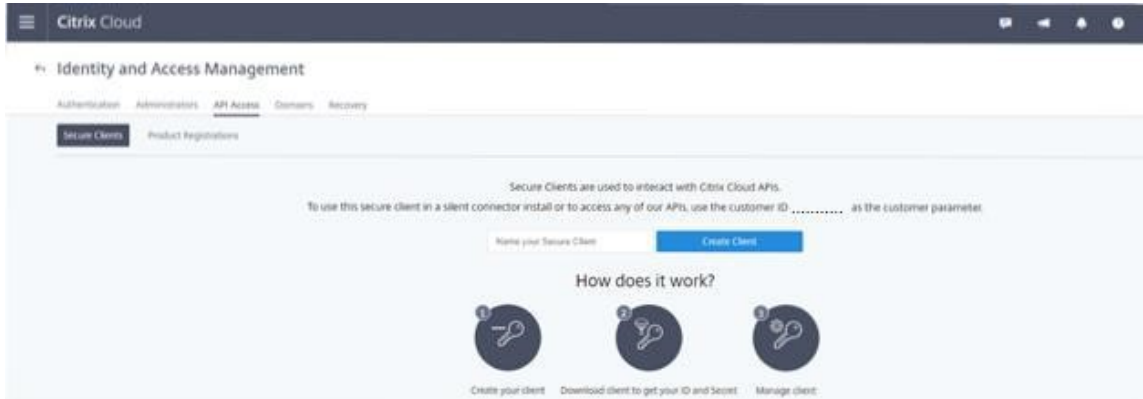 Citrix Cloud
Identity and Access Management
Authentication Administrators API Access Domains Recovery
Secure Clients Product Registrations
Secure Clients are used to interact with Citrix Cloud APIs.
To use this secure client in a silent connector install or to access any of our APIs, use the customer ID ........... as the customer parameter.
Name your Secure Client Create Client
How does it work?
1 2 3
Create your client Download client to get your ID and Secret Manage client